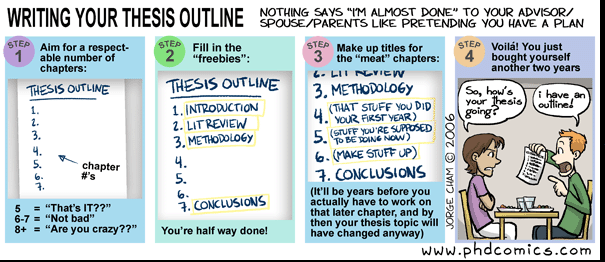 WRITING YOUR THESIS OUTLINE
NOTHING SAYS "I'M ALMOST DONE" TO YOUR ADVISOR/
SPOUSE/PARENTS LIKE PRETENDING YOU HAVE A PLAN
STEP
1
Aim for a respect-
able number of
chapters:
THESIS OUTLINE
1.
2.
3.
4.
5.
6.
7.
chapter
#'s
5 = "That's IT??"
6-7 = "Not bad"
8+ = "Are you crazy??"
STEP
2
Fill in the
"freebies":
THESIS OUTLINE
1. INTRODUCTION
2. LIT REVIEW
3. METHODOLOGY
4.
5.
6.
7. CONCLUSIONS
You're half way done!
STEP
3
Make up titles for
the "meat" chapters:
2. LIT REVIEW
3. METHODOLOGY
4. (THAT STUFF YOU DID
YOUR FIRST YEAR)
5. (STUFF YOU'RE SUPPOSED
TO BE DOING NOW)
6. (MAKE STUFF UP)
7. CONCLUSIONS
(It'll be years before you
actually have to work on
that later chapter, and by
then your thesis topic will
have changed anyway)
STEP
4
Voilá! You just
bought yourself
another two years
So, how's
your thesis
going?
i have an
outline!
JORGE CHAM © 2006
www.phdcomics.com